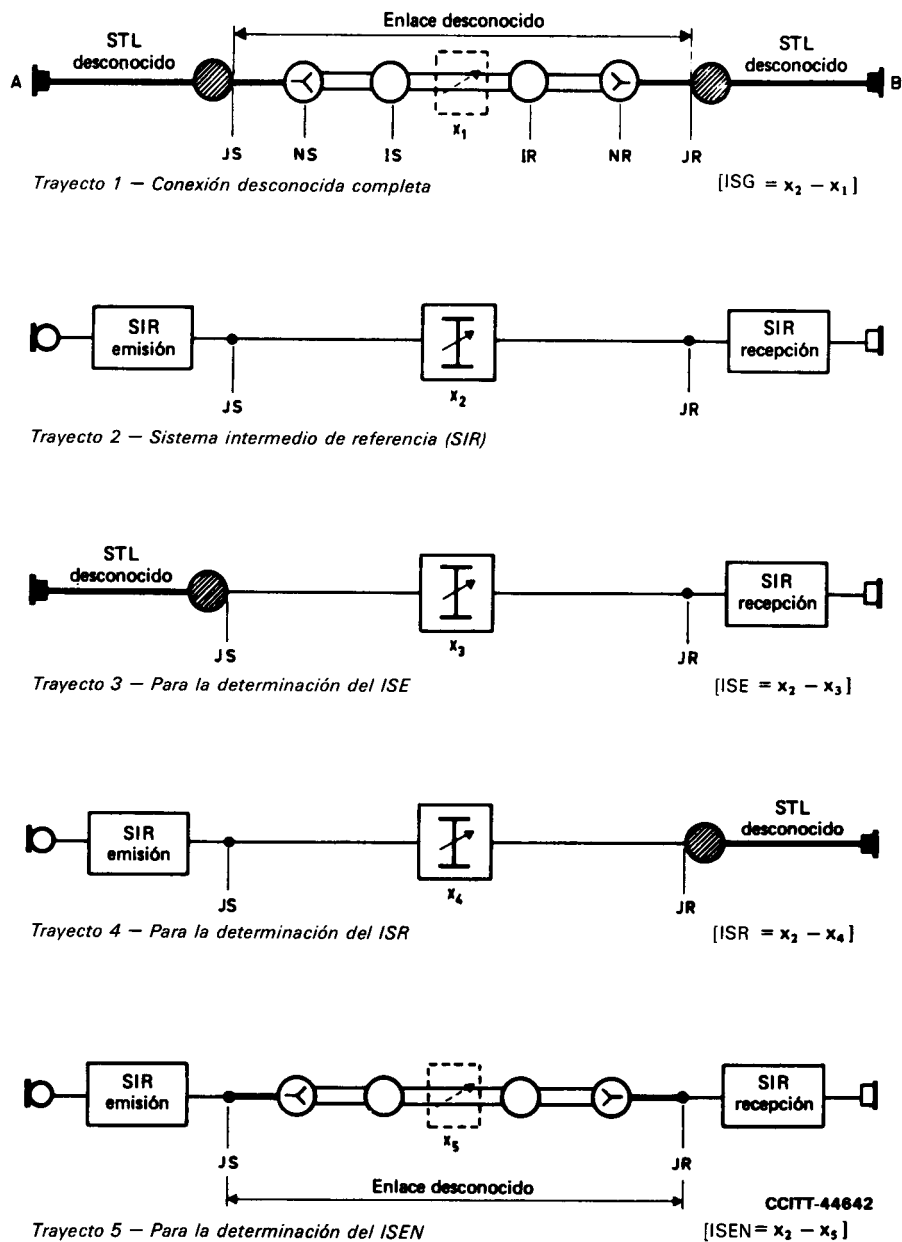 Enlace desconocido
STL
desconocido
STL
desconocido
A
B
x₁
JS NS IS IR NR JR
Trayecto 1 — Conexión desconocida completa
[ISG = x₂ — x₁]
SIR
emisión
SIR
recepción
x₂
JS
JR
Trayecto 2 — Sistema intermedio de referencia (SIR)
STL
desconocido
SIR
recepción
x₃
JS
JR
Trayecto 3 — Para la determinación del ISE
[ISE = x₂ — x₃]
SIR
emisión
STL
desconocido
x₄
JS
JR
Trayecto 4 — Para la determinación del ISR
[ISR = x₂ — x₄]
SIR
emisión
SIR
recepción
x₅
JS
JR
Enlace desconocido
CCITT-44642
Trayecto 5 — Para la determinación del ISEN
[ISEN = x₂ — x₅]